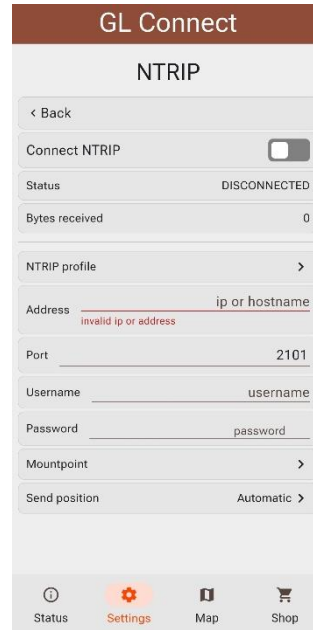 GL Connect
NTRIP
< Back
Connect NTRIP
Status DISCONNECTED
Bytes received 0
NTRIP profile >
Address ip or hostname
invalid ip or address
Port 2101
Username username
Password password
Mountpoint >
Send position Automatic >
Status Settings Map Shop